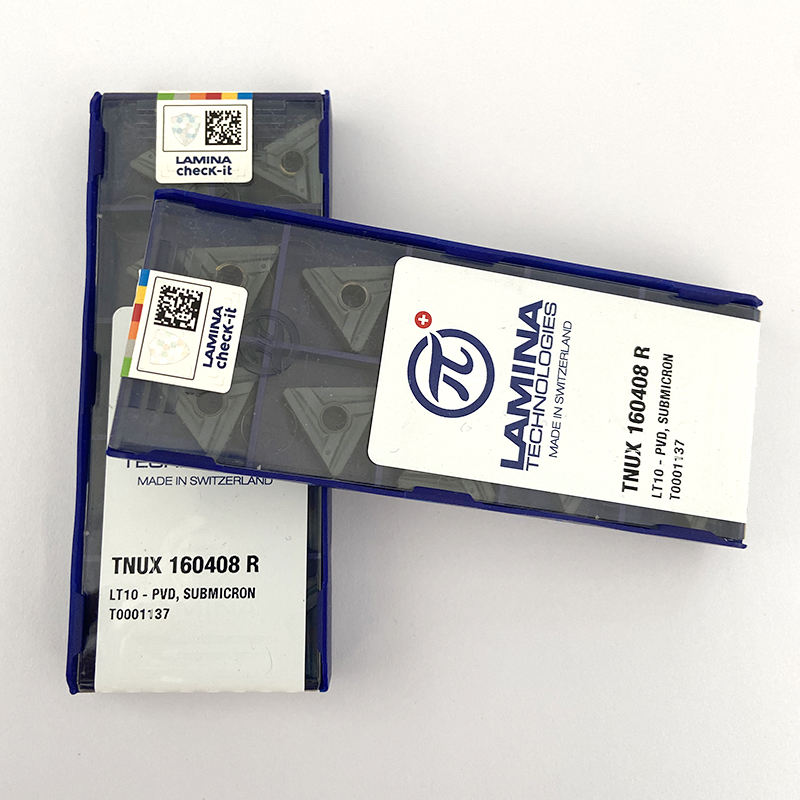 LAMINA
checK-it
MADE IN SWITZERLAND
TNUX 160408 R
LT10 - PVD, SUBMICRON
T0001137
LAMINA
checK-it
π
LAMINA
TECHNOLOGIES
MADE IN SWITZERLAND
TNUX 160408 R
LT10 - PVD, SUBMICRON
T0001137